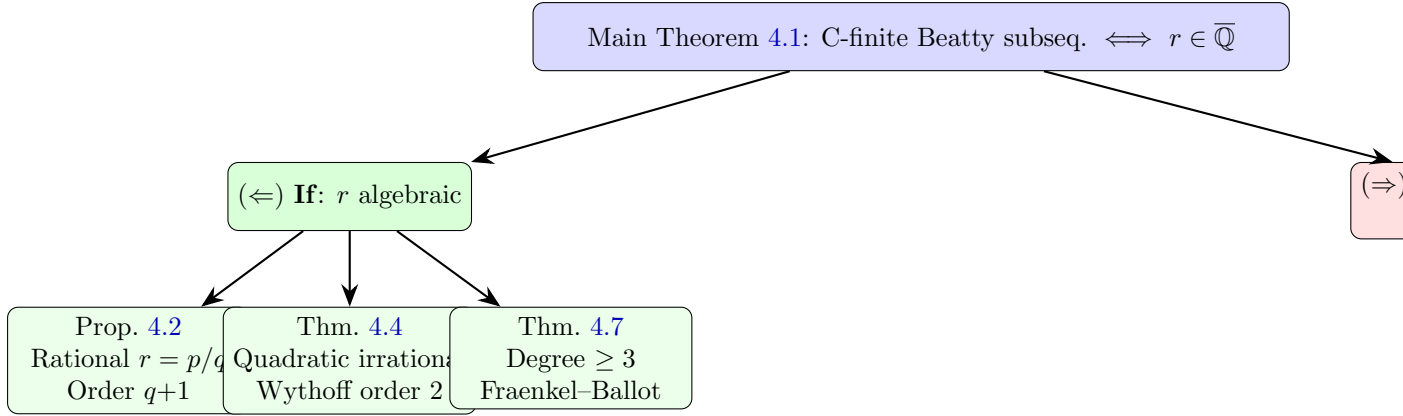 Main Theorem 4.1: C-finite Beatty subseq. ⟺ r ∈ ℚ̅
(⇐) If: r algebraic
(⇒)
Prop. 4.2
Rational r = p/q
Order q+1
Thm. 4.4
Quadratic
Wythoff order 2
Thm. 4.7
Degree ≥ 3
Fraenkel–Ballot